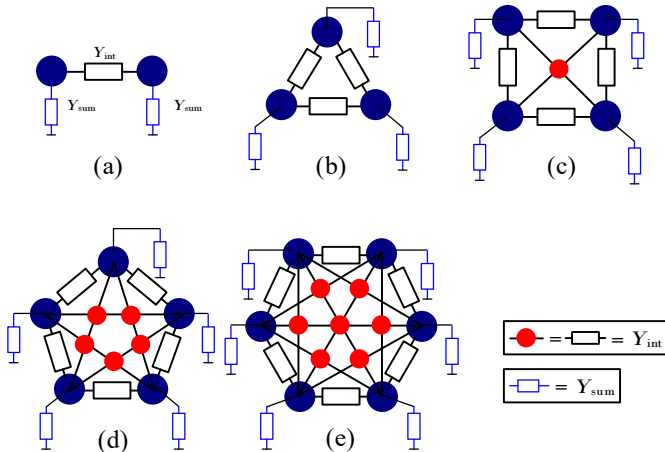 Y_int
Y_sum
Y_sum
(a)
(b)
(c)
(d)
(e)
= = Y_int
= Y_sum